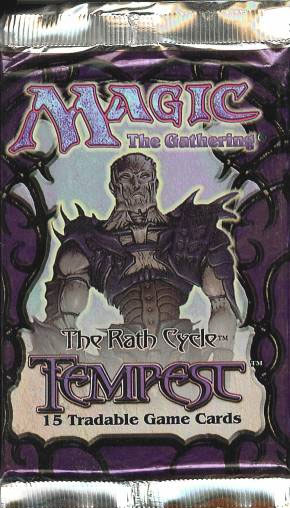 MAGIC
The Gathering®
The Rath Cycle™
TEMPEST™
15 Tradable Game Cards